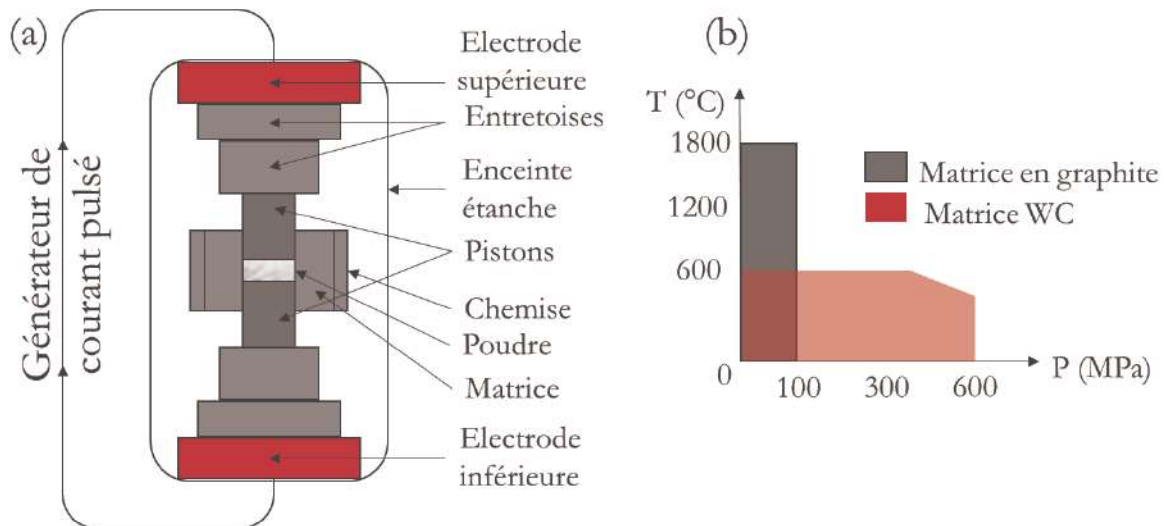 (a)
Générateur de
courant pulsé
Electrode
supérieure
Entretoises
Enceinte
étanche
Pistons
Chemise
Poudre
Matrice
Electrode
inférieure
(b)
T (°C)
1800
1200
600
0
100
300
600
P (MPa)
Matrice en graphite
Matrice WC